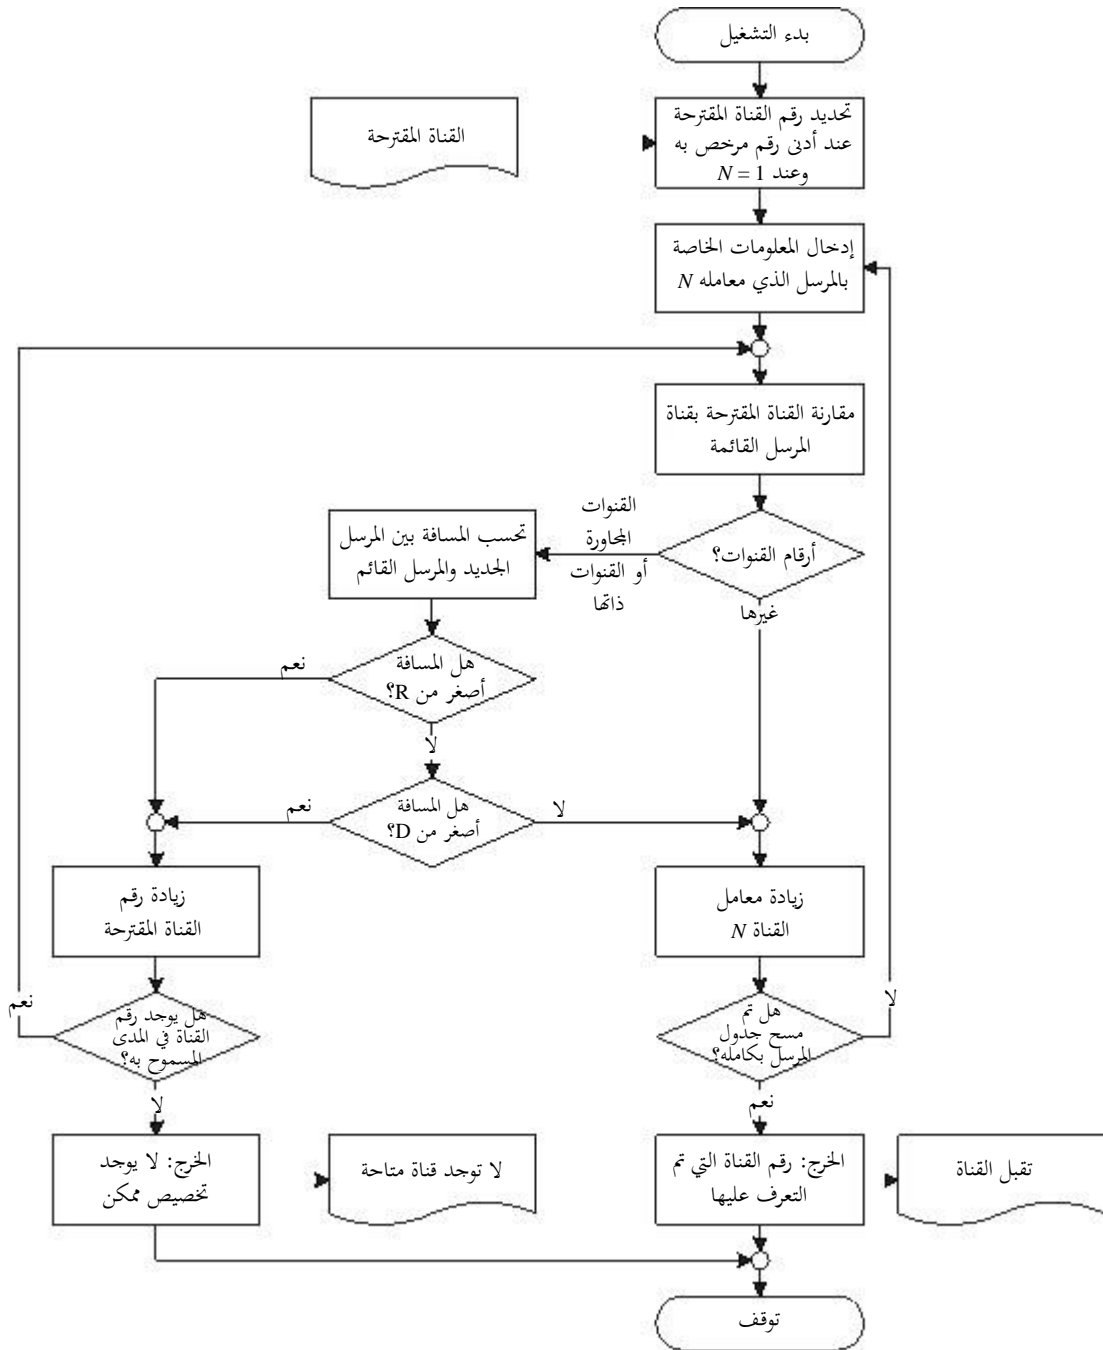 بدء التشغيل
القناة المقترحة
تحديد رقم القناة المقترحة
عند أدنى رقم مرخص به
وعند N = 1
إدخال المعلومات الخاصة
بالمرسل الذي معامله N
مقارنة القناة المقترحة بقناة
المرسل القائمة
أرقام القنوات؟
القنوات
المجاورة
أو القنوات
ذاتها
غيرها
تحسب المسافة بين المرسل
الجديد والمرسل القائم
هل المسافة
أصغر من R؟
نعم
لا
هل المسافة
أصغر من D؟
نعم
لا
زيادة رقم
القناة المقترحة
زيادة معامل
القناة N
هل يوجد رقم
القناة في المدى
المسموح به؟
نعم
لا
هل تم
مسح جدول
المرسل بكامله؟
لا
نعم
الخرج: لا يوجد
تخصيص ممكن
لا توجد قناة متاحة
الخرج: رقم القناة التي تم
التعرف عليها
تقبل القناة
توقف